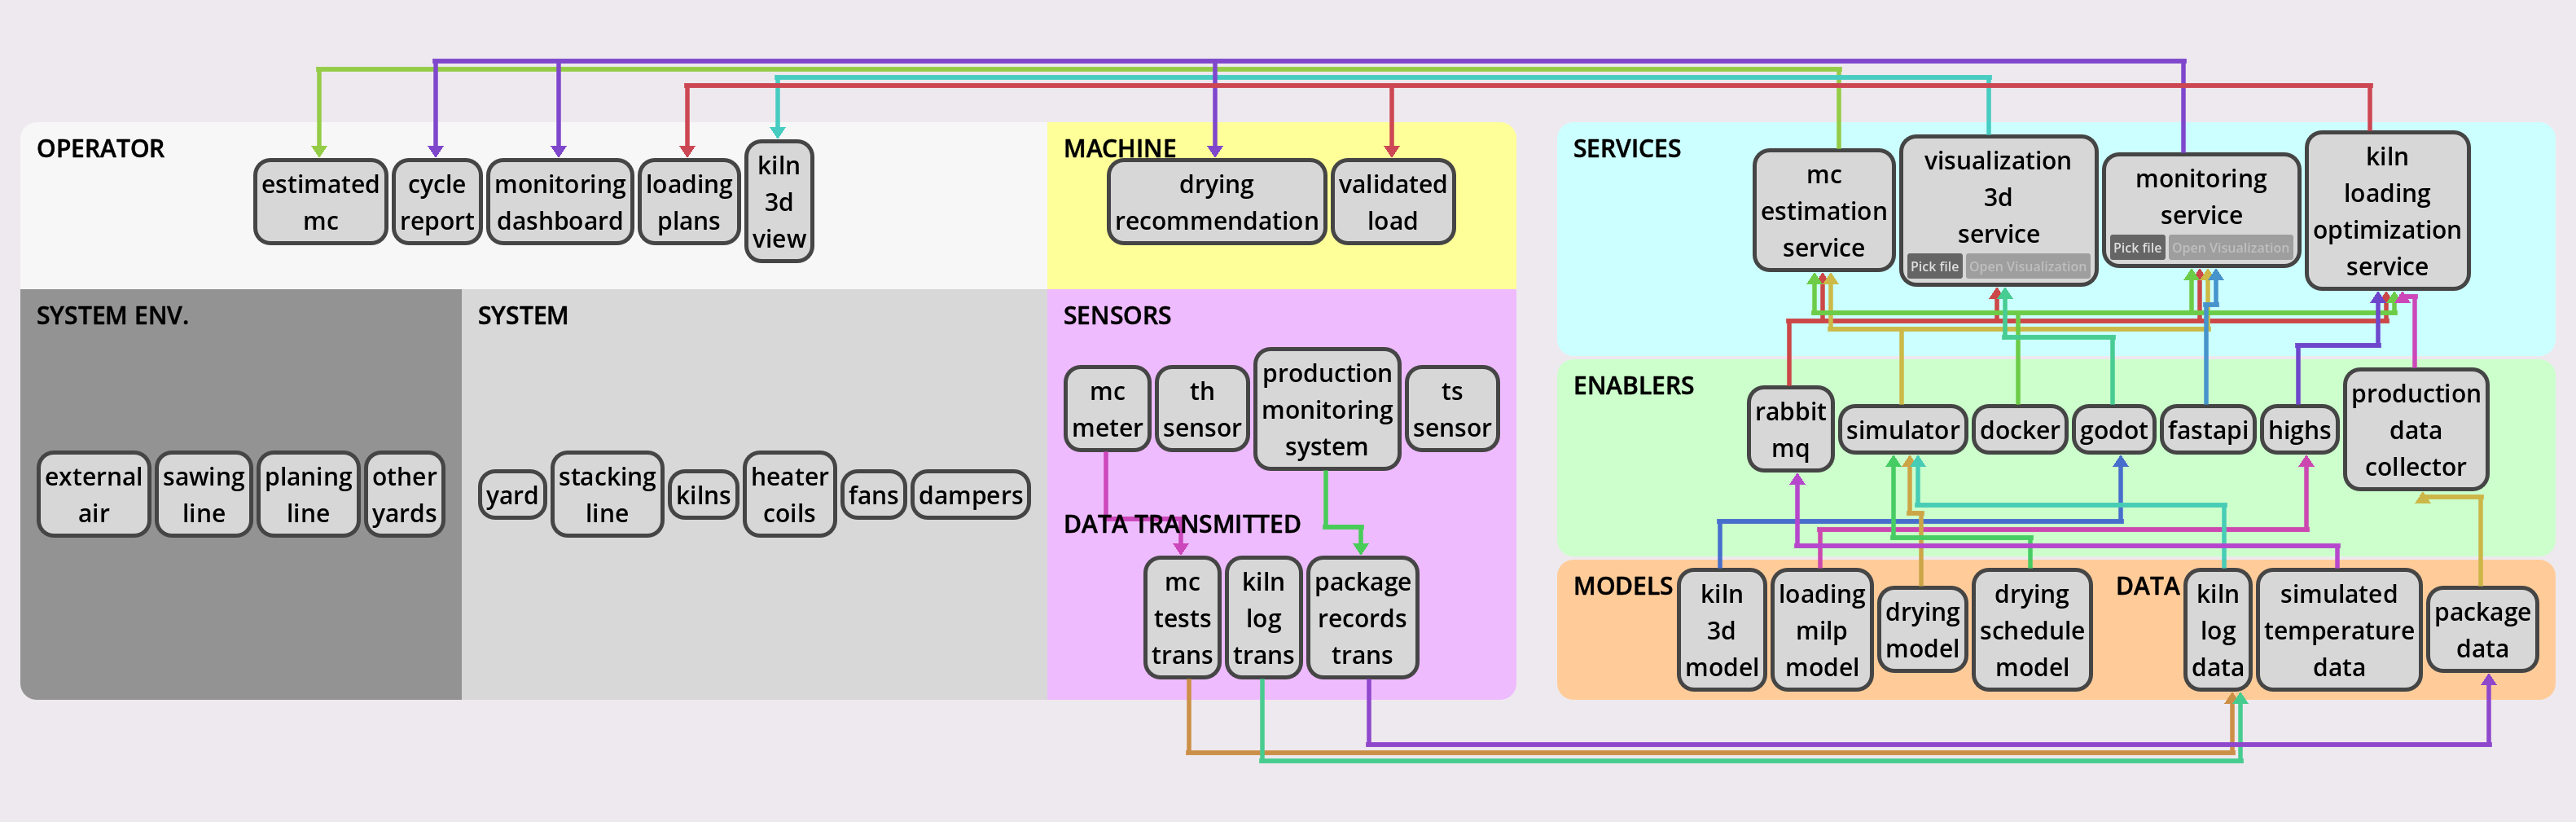 OPERATOR
estimated
mc
cycle
report
monitoring
dashboard
loading
plans
kiln
3d
view
MACHINE
drying
recommendation
validated
load
SYSTEM ENV.
external
air
sawing
line
planing
line
other
yards
SYSTEM
yard
stacking
line
kilns
heater
coils
fans
dampers
SENSORS
mc
meter
th
sensor
production
monitoring
system
ts
sensor
DATA TRANSMITTED
mc
tests
trans
kiln
log
trans
package
records
trans
SERVICES
mc
estimation
service
visualization
3d
service
Pick file
Open Visualization
monitoring
service
Pick file
Open Visualization
kiln
loading
optimization
service
ENABLERS
rabbit
mq
simulator
docker
godot
fastapi
highs
production
data
collector
MODELS
kiln
3d
model
loading
milp
model
drying
model
drying
schedule
model
DATA
kiln
log
data
simulated
temperature
data
package
data